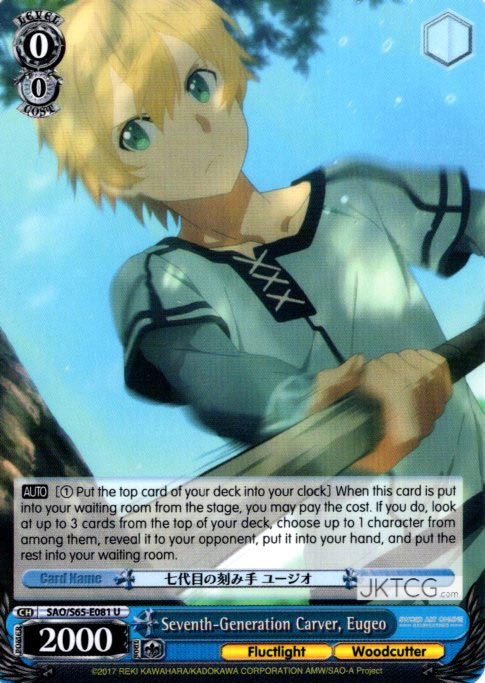 LEVEL
0
0
COST
AUTO [① Put the top card of your deck into your clock] When this card is put
into your waiting room from the stage, you may pay the cost. If you do, look
at up to 3 cards from the top of your deck, choose up to 1 character from
among them, reveal it to your opponent, put it into your hand, and put the
rest into your waiting room.
Card Name
七代目の刻み手 ユージオ
JKTCG.com
CH SAO/S65-E081 U
POWER
2000
SOUL
Seventh-Generation Carver, Eugeo
SWORD ART ONLINE
Fluctlight
Woodcutter
©2017 REKI KAWAHARA/KADOKAWA CORPORATION AMW/SAO-A Project